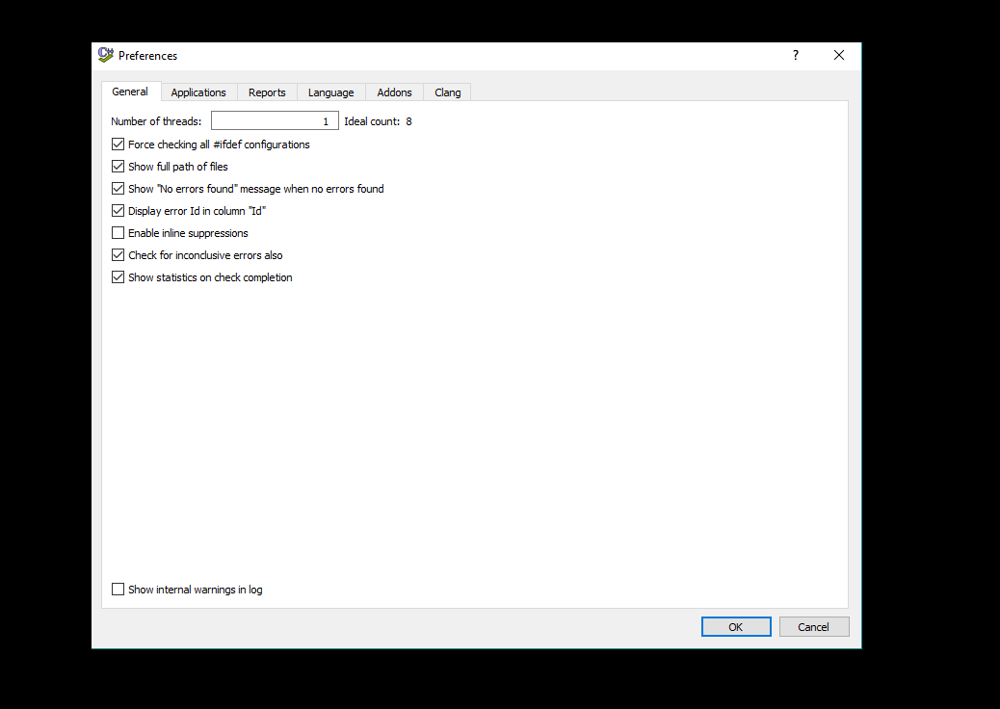 Preferences
?
General Applications Reports Language Addons Clang
Number of threads: 1 Ideal count: 8
Force checking all #ifdef configurations
Show full path of files
Show "No errors found" message when no errors found
Display error Id in column "Id"
Enable inline suppressions
Check for inconclusive errors also
Show statistics on check completion
Show internal warnings in log
OK Cancel